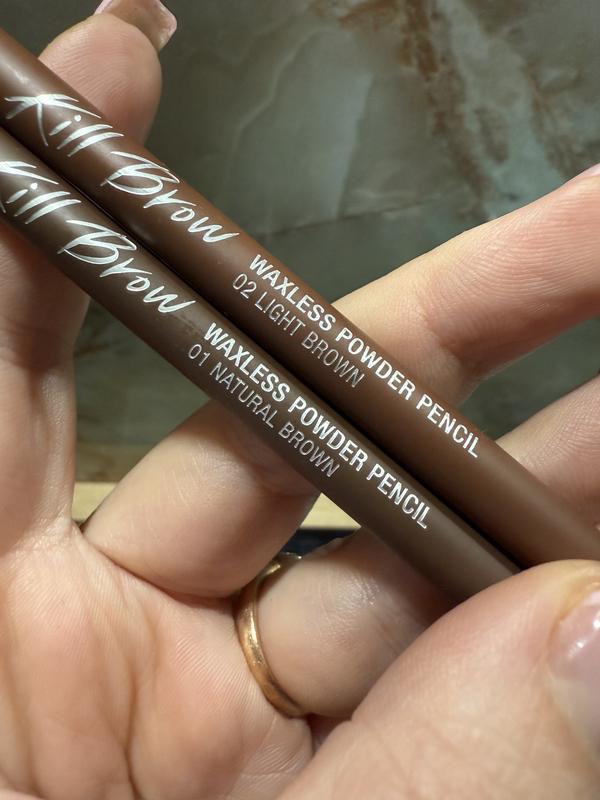 Kill Brow
WAXLESS POWDER PENCIL
02 LIGHT BROWN
Kill Brow
WAXLESS POWDER PENCIL
01 NATURAL BROWN